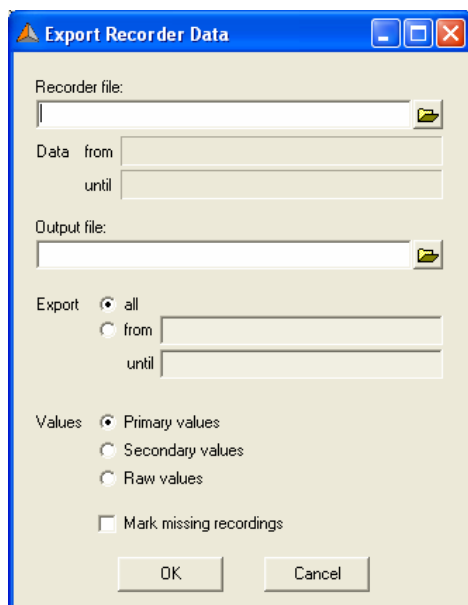 Export Recorder Data
Recorder file:
Data from
until
Output file:
Export all
from
until
Values Primary values
Secondary values
Raw values
Mark missing recordings
OK Cancel